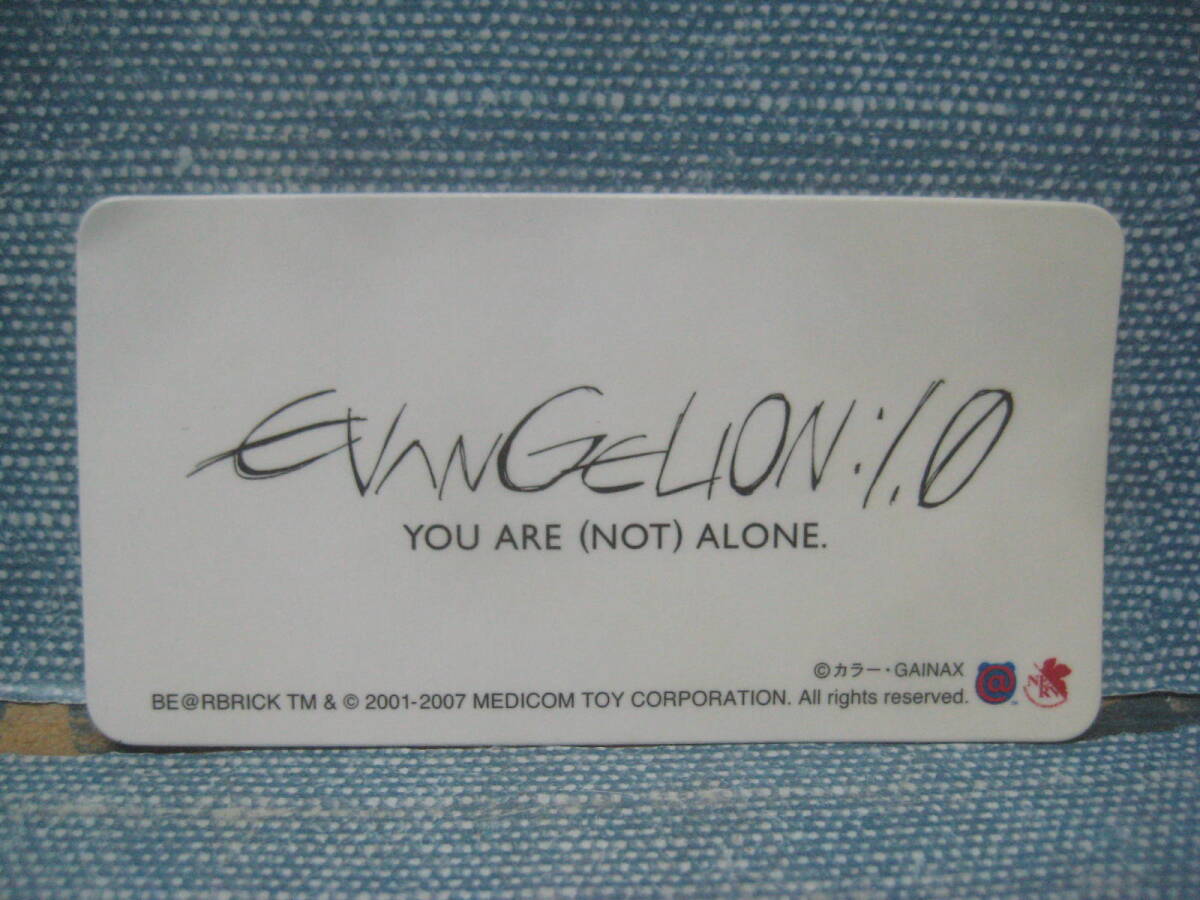 EVANGELION:1.0
YOU ARE (NOT) ALONE.
©カラー・GAINAX
BE@RBRICK TM & © 2001-2007 MEDICOM TOY CORPORATION. All rights reserved.